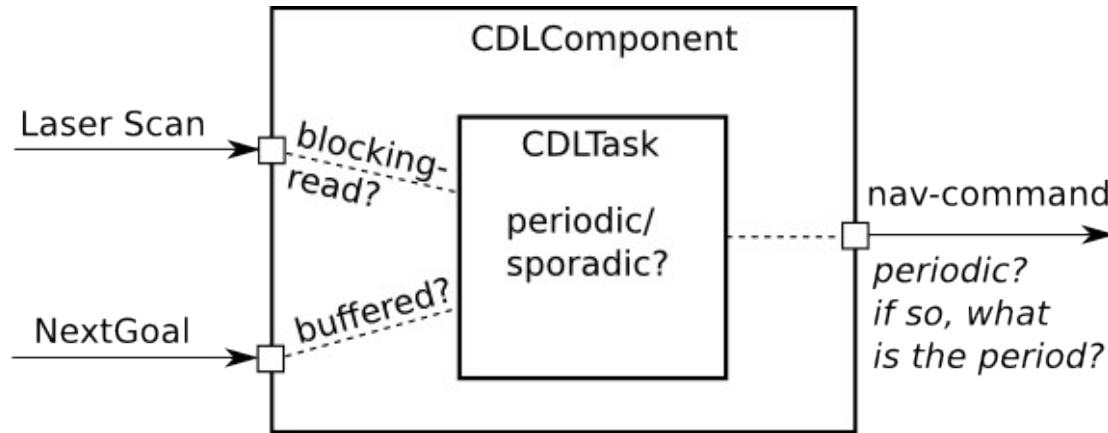 CDLComponent
Laser Scan
blocking-
read?
CDLTask
periodic/
sporadic?
nav-command
periodic?
if so, what
is the period?
buffered?
NextGoal